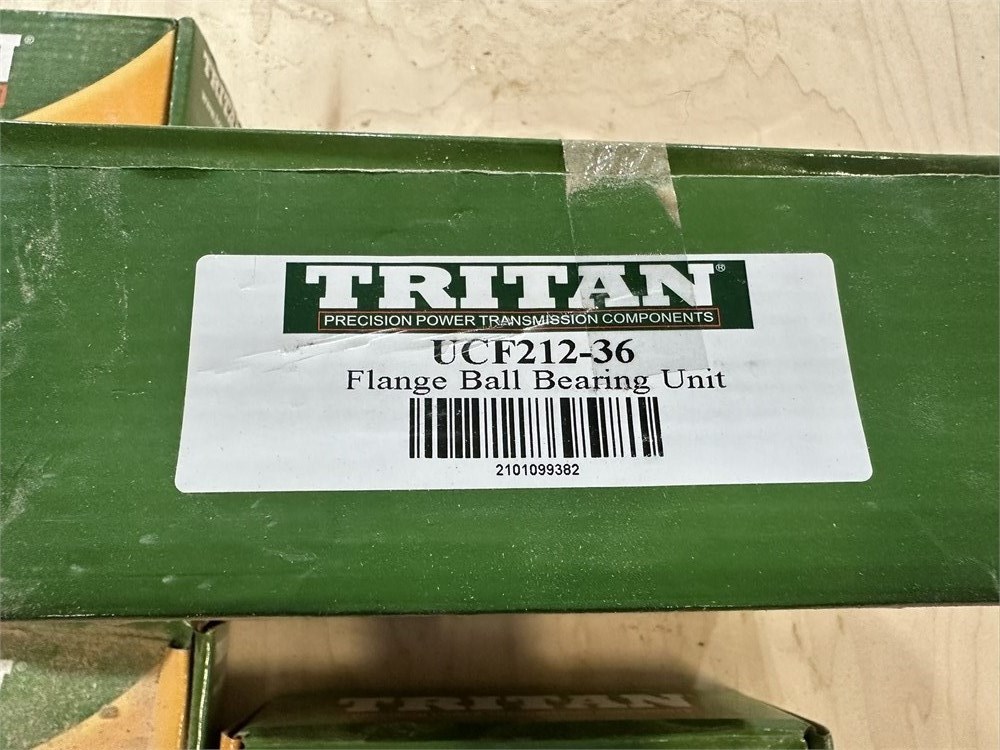 TRITAN®
PRECISION POWER TRANSMISSION COMPONENTS
UCF212-36
Flange Ball Bearing Unit
2101099382
TRITAN